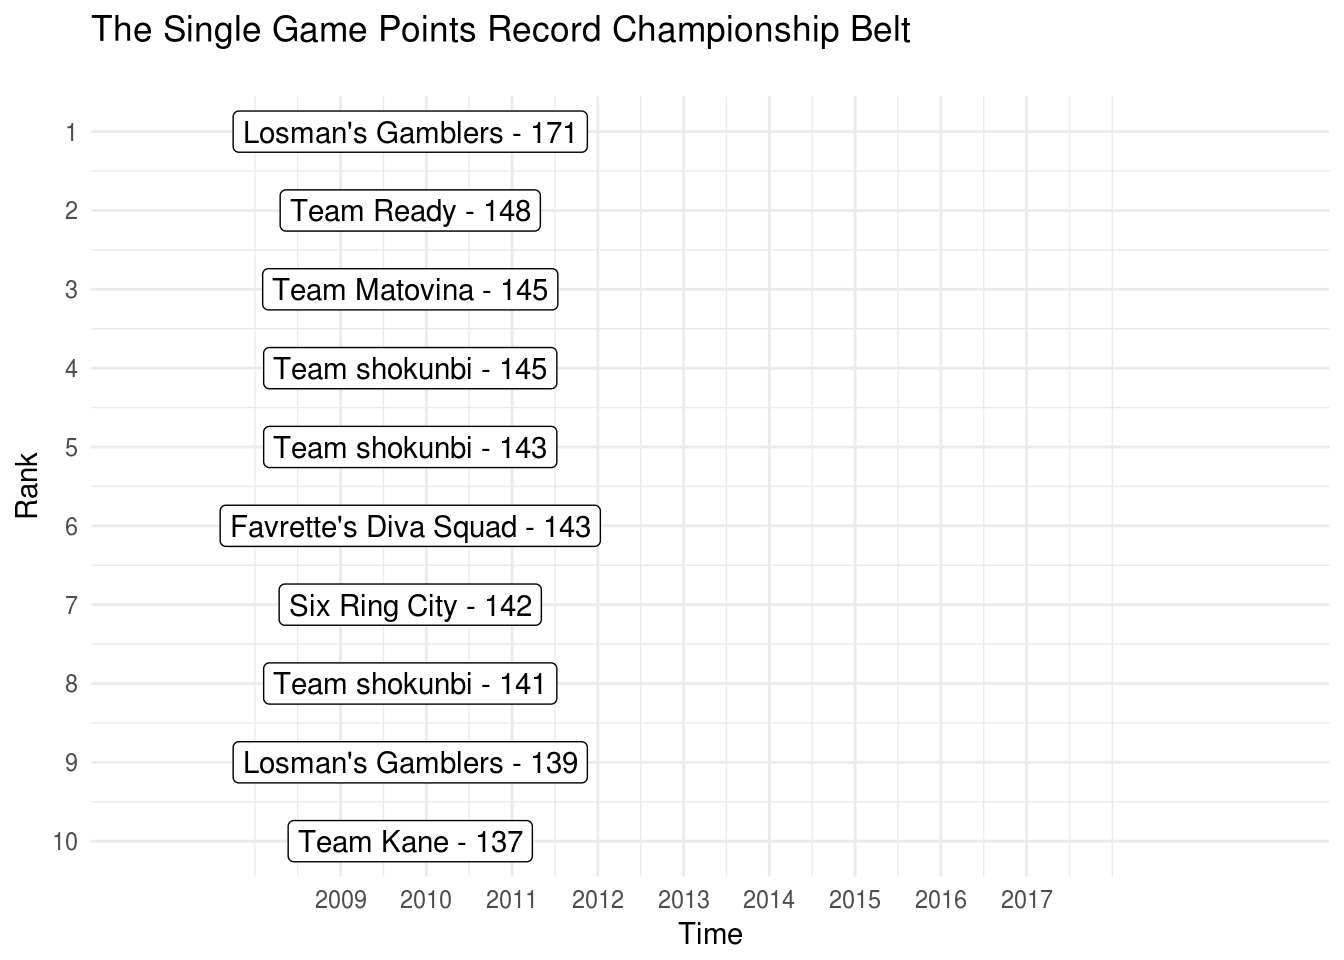 The Single Game Points Record Championship Belt
1
Losman's Gamblers - 171
2
Team Ready - 148
3
Team Matovina - 145
4
Team shokunbi - 145
5
Team shokunbi - 143
6
Favrette's Diva Squad - 143
7
Six Ring City - 142
8
Team shokunbi - 141
9
Losman's Gamblers - 139
10
Team Kane - 137
Rank
2009 2010 2011 2012 2013 2014 2015 2016 2017
Time